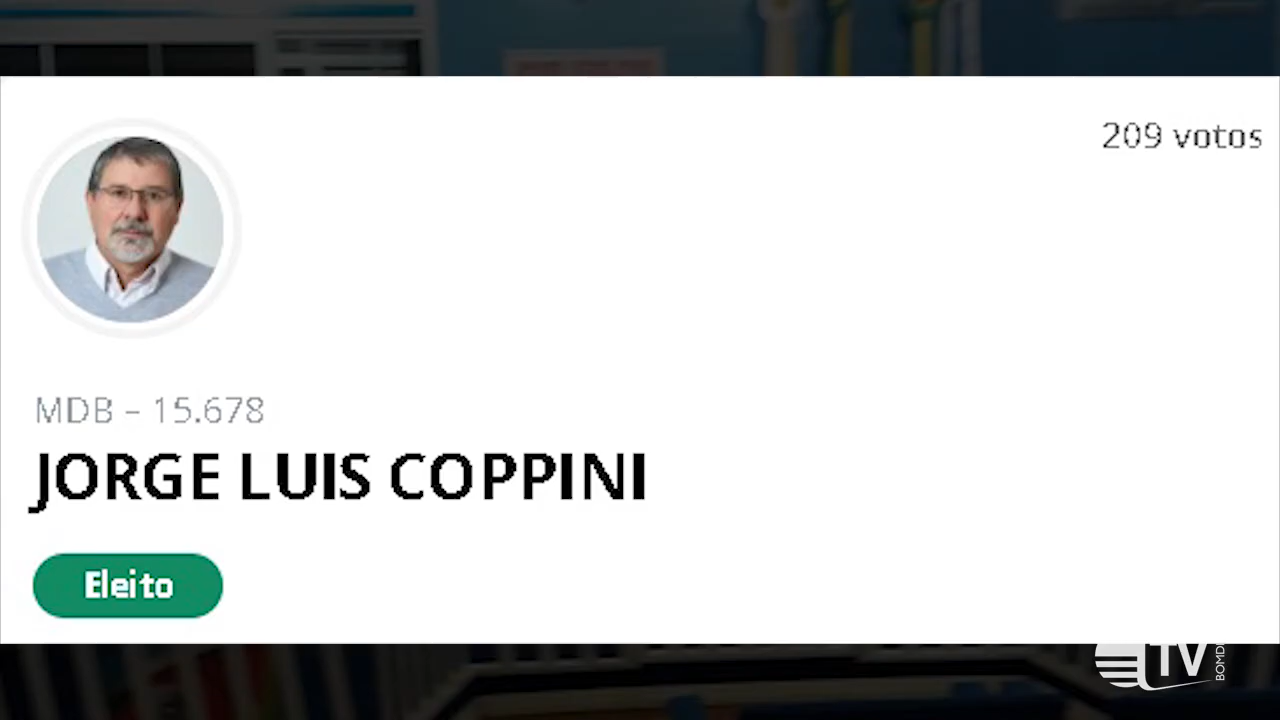 209 votos
MDB – 15.678
JORGE LUIS COPPINI
Eleito
TV